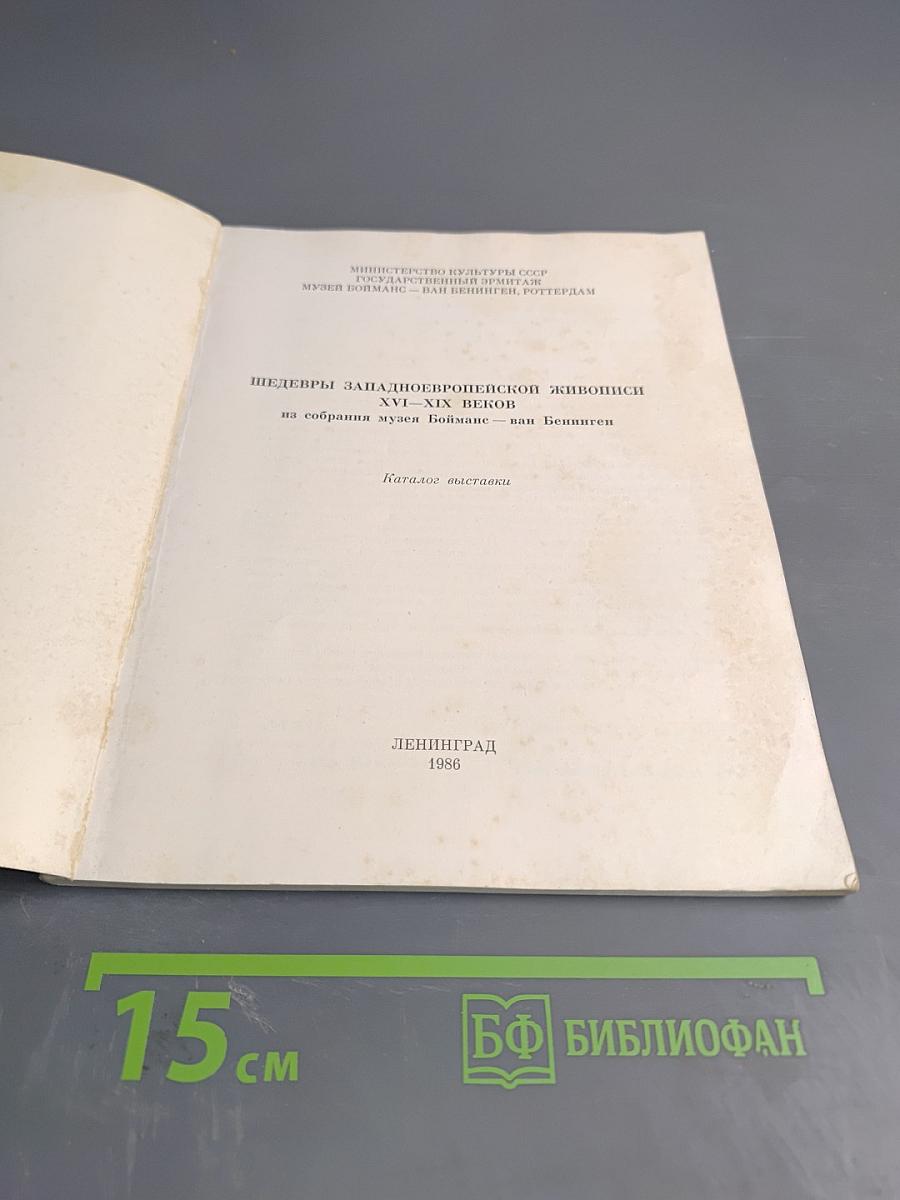 МИНИСТЕРСТВО КУЛЬТУРЫ СССР
ГОСУДАРСТВЕННЫЙ ЭРМИТАЖ
МУЗЕЙ БОЙМАНС — ВАН БЕНИНГЕН, РОТТЕРДАМ
ШЕДЕВРЫ ЗАПАДНОЕВРОПЕЙСКОЙ ЖИВОПИСИ
XVI—XIX ВЕКОВ
из собрания музея Бойманс — ван Бенинген
Каталог выставки
ЛЕНИНГРАД
1986
15 см
БФ БИБЛИОФАН